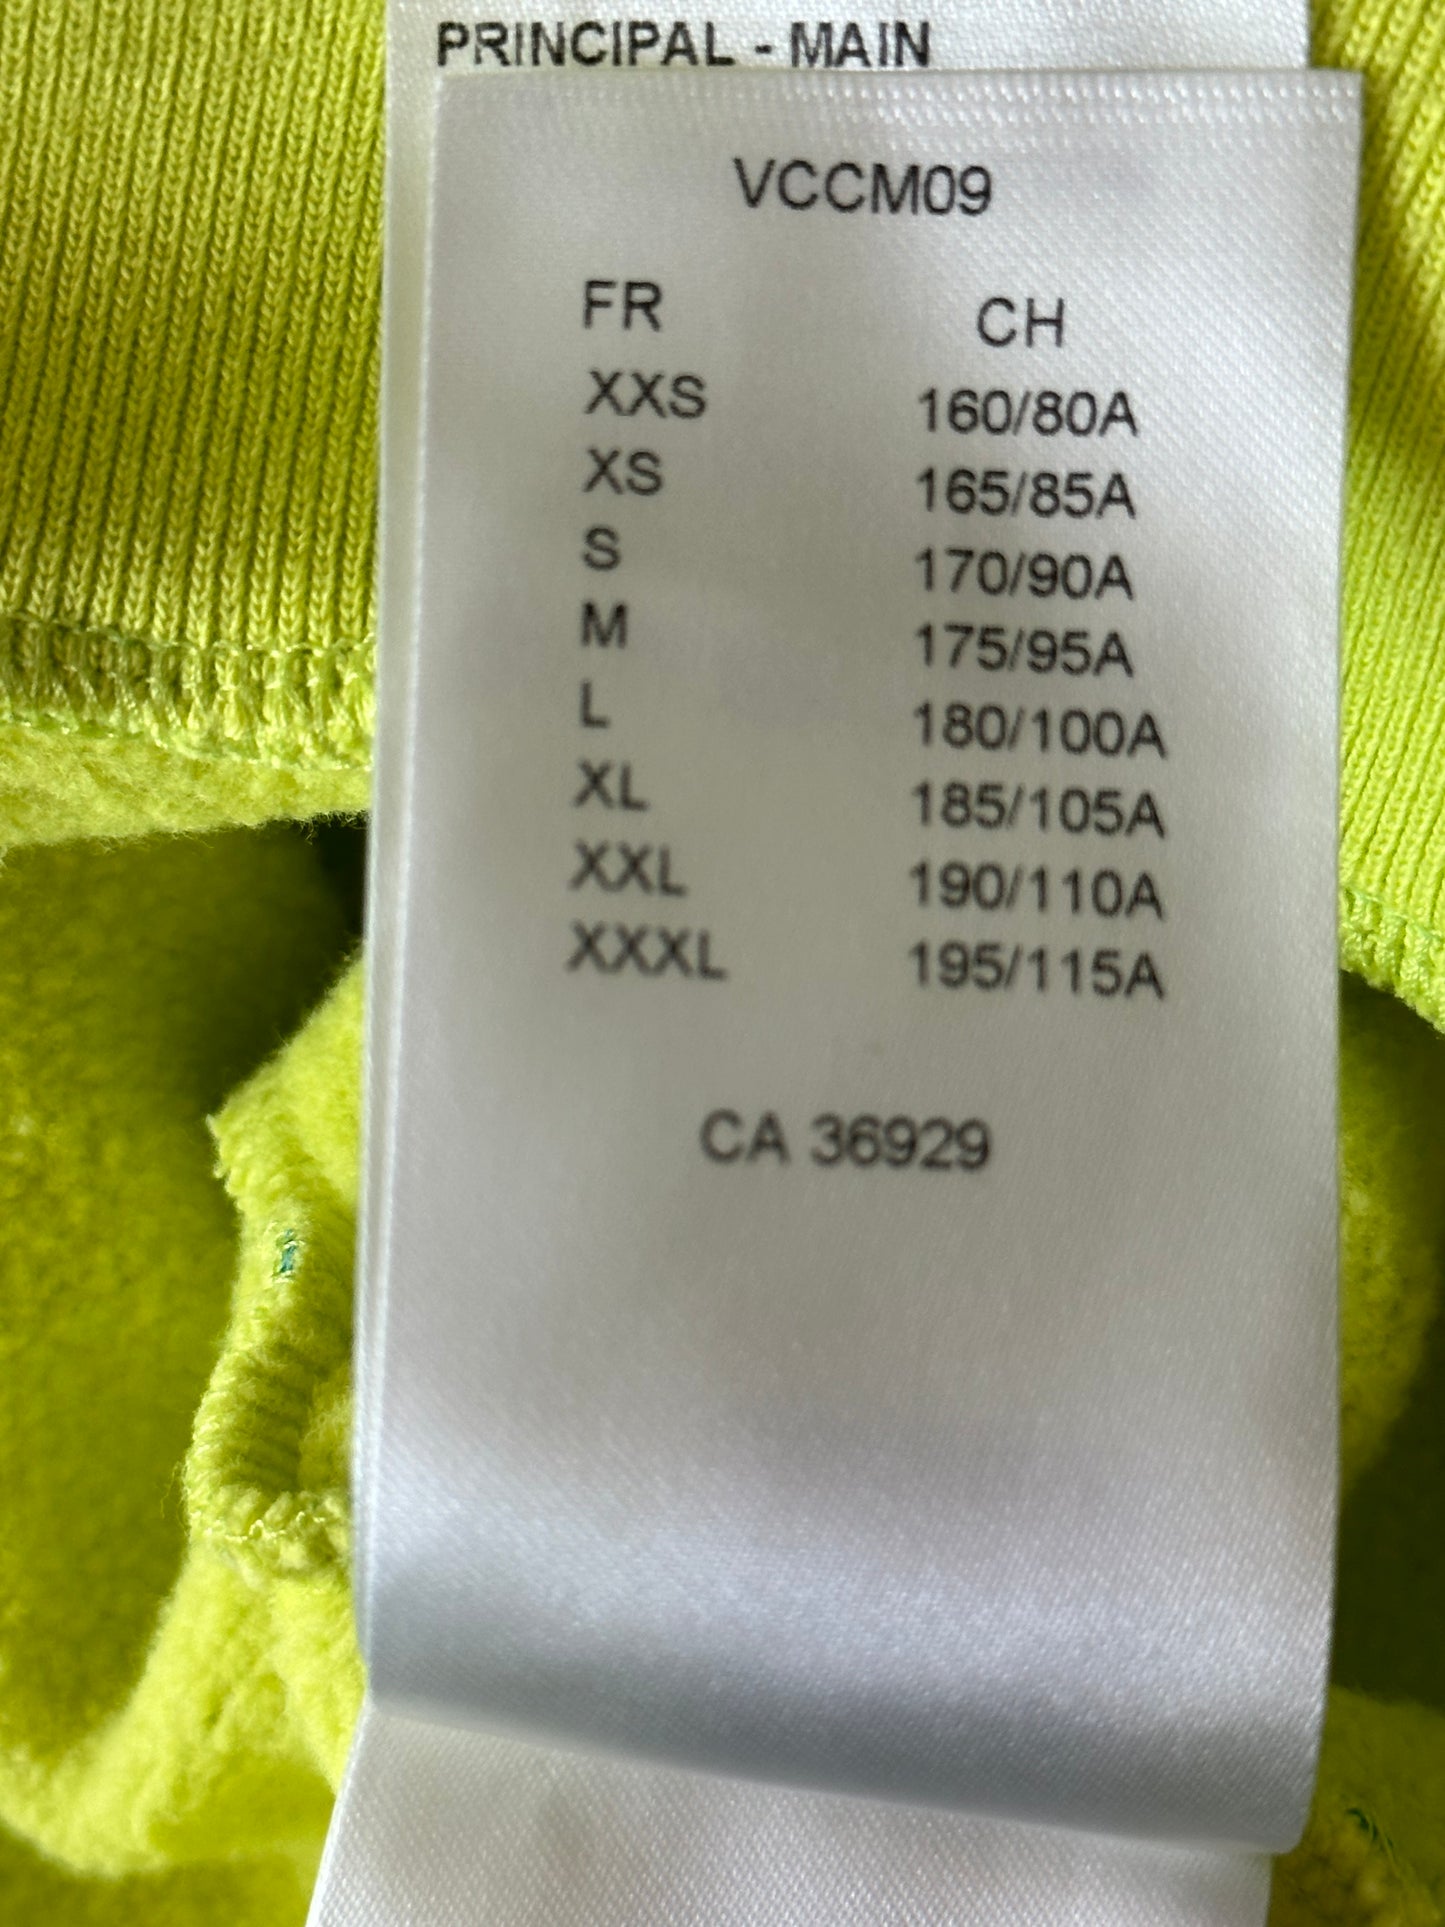 PRINCIPAL - MAIN
VCCM09
FR CH
XXS 160/80A
XS 165/85A
S 170/90A
M 175/95A
L 180/100A
XL 185/105A
XXL 190/110A
XXXL 195/115A
CA 36929